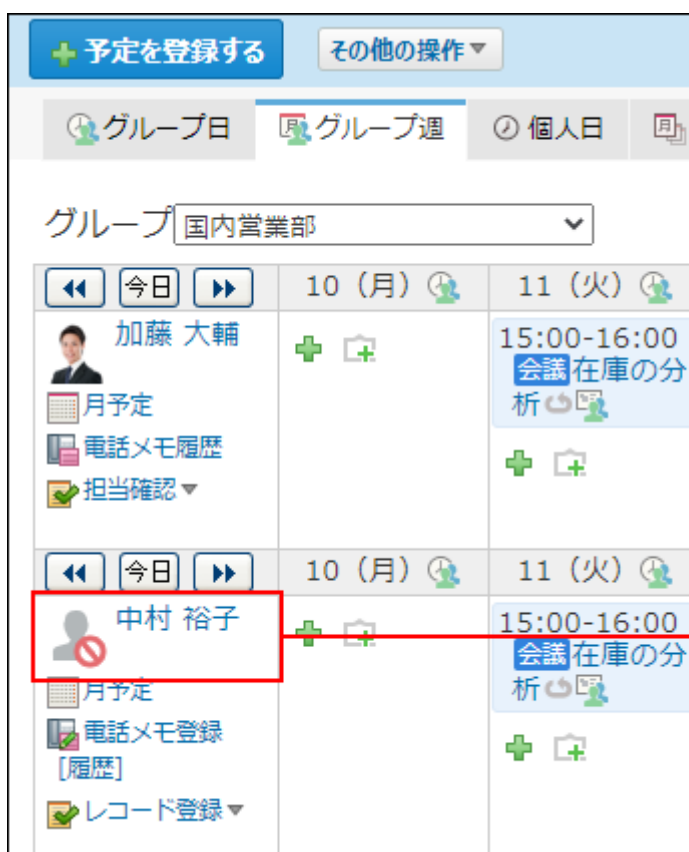 予定を登録する その他の操作
グループ日 グループ週 個人日 月
グループ 国内営業部
今日 10（月） 11（火）
加藤 大輔
15:00-16:00
会議 在庫の分
析
月予定
電話メモ履歴
担当確認
今日 10（月） 11（火）
中村 裕子
15:00-16:00
会議 在庫の分
析
月予定
電話メモ登録
[履歴]
レコード登録